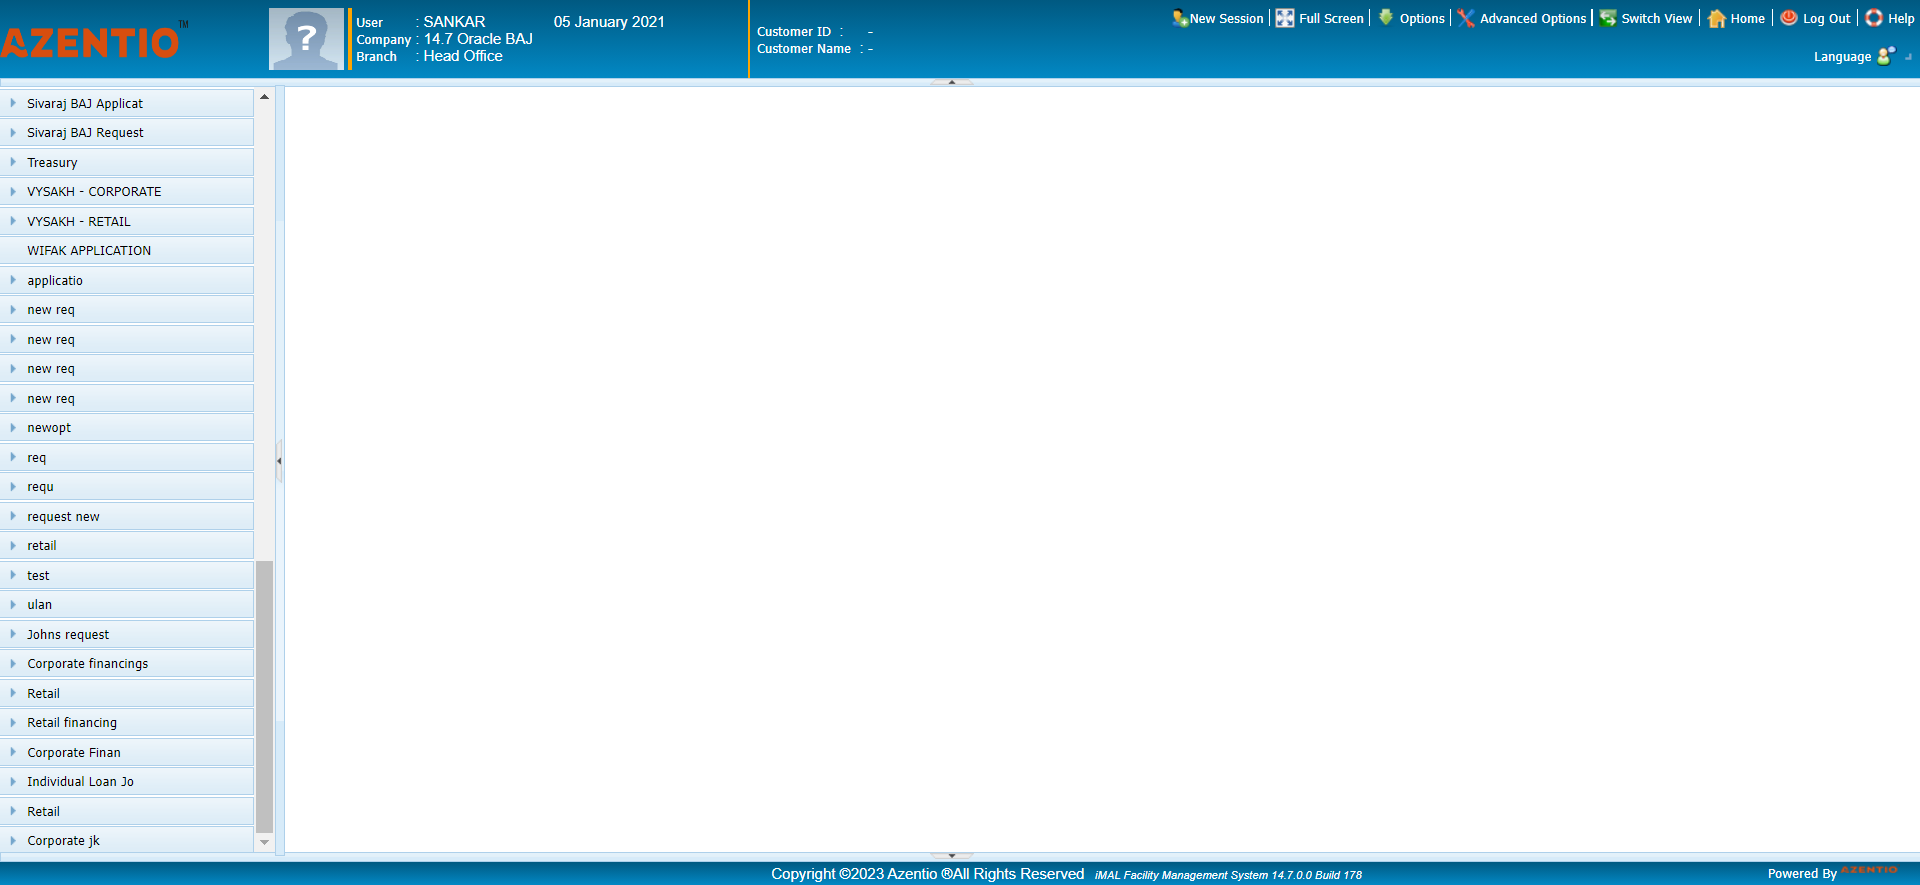 AZENTIO™
?
User : SANKAR 05 January 2021
Company : 14.7 Oracle BAJ
Branch : Head Office
Customer ID : -
Customer Name : -
New Session Full Screen Options Advanced Options Switch View Home Log Out Help
Language
Sivaraj BAJ Applicat
Sivaraj BAJ Request
Treasury
VYSAKH - CORPORATE
VYSAKH - RETAIL
WIFAK APPLICATION
applicatio
new req
new req
new req
new req
newopt
req
requ
request new
retail
test
ulan
Johns request
Corporate financings
Retail
Retail financing
Corporate Finan
Individual Loan Jo
Retail
Corporate jk
Copyright ©2023 Azentio ®All Rights Reserved iMAL Facility Management System 14.7.0.0 Build 178
Powered By AZENTIO